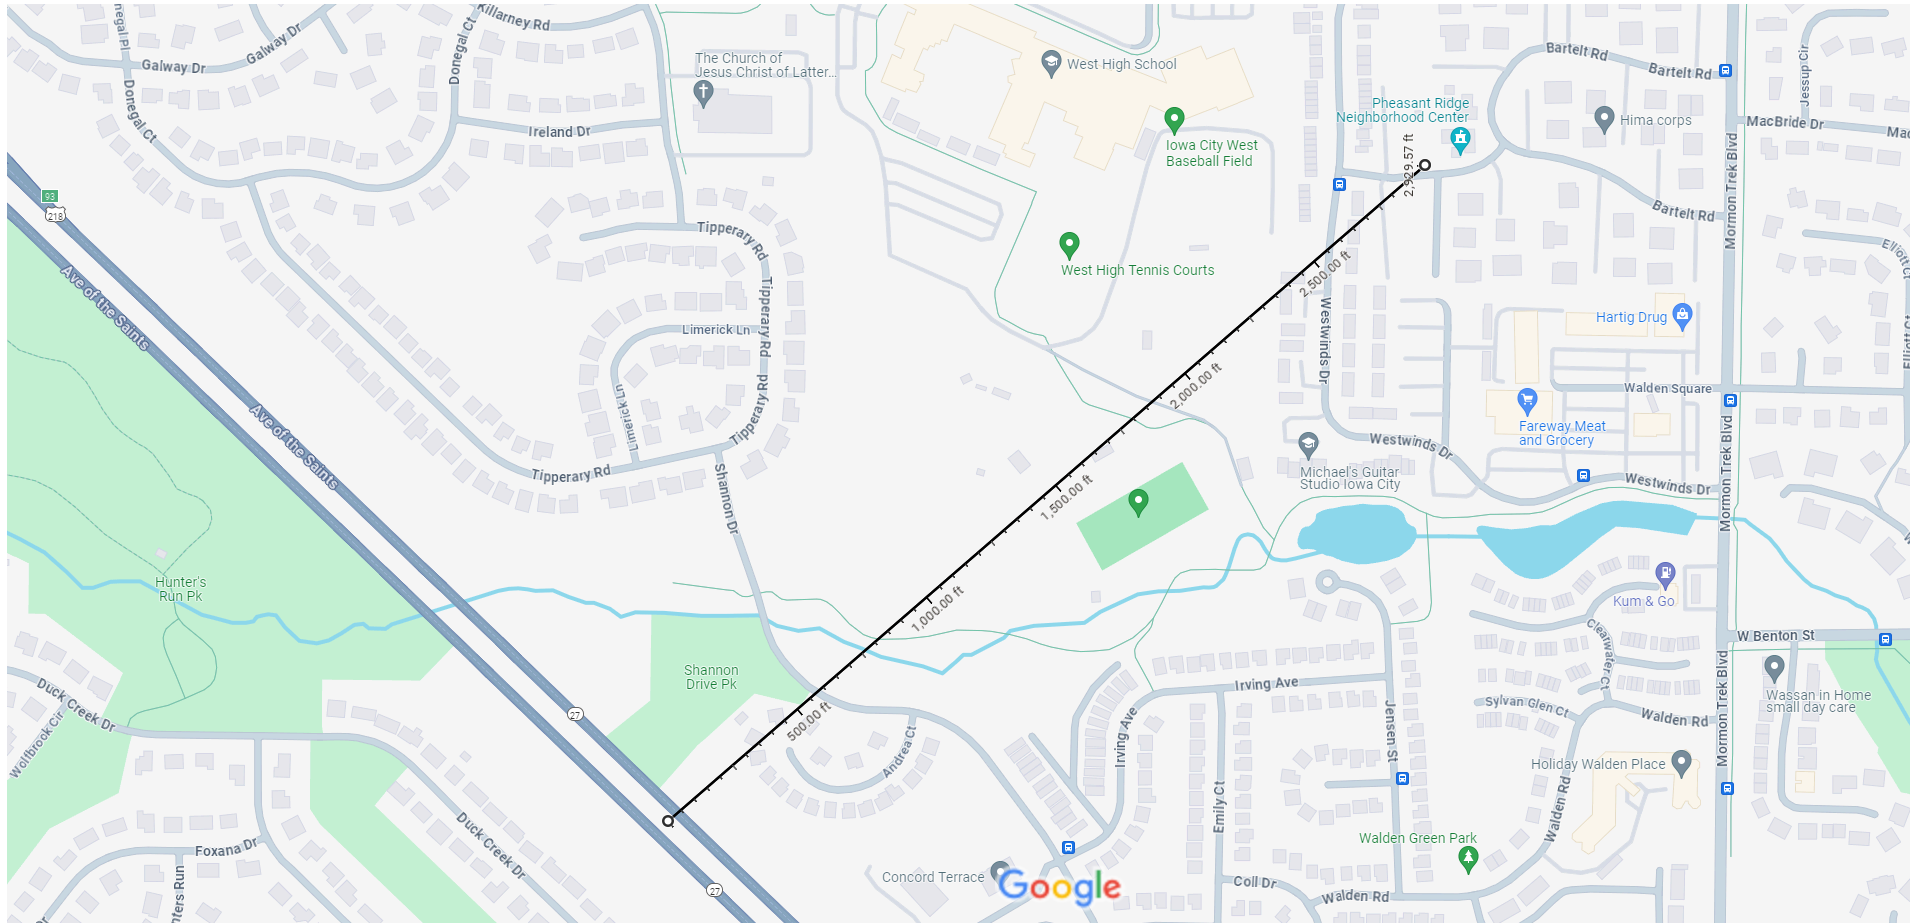 Killarney Rd
Galway Dr
Galway Dr
Donegal Ct
Donegal Ct
Ireland Dr
The Church of
Jesus Christ of Latter...
West High School
Iowa City West
Baseball Field
Pheasant Ridge
Neighborhood Center
Bartelt Rd
Bartelt Rd
Hima corps
Jessup Cir
MacBride Dr
Mormon Trek Blvd
93
218
2,929.57 ft
Bartelt Rd
Tipperary Rd
Tipperary Rd
West High Tennis Courts
2,500.00 ft
Ave of the Saints
Limerick Ln
Limerick Ln
Westwinds Dr
Hartig Drug
Walden Square
2,000.00 ft
Tipperary Rd
Ave of the Saints
Fareway Meat
and Grocery
Westwinds Dr
Michael's Guitar
Studio Iowa City
Mormon Trek Blvd
Tipperary Rd
Shannon Dr
1,500.00 ft
Westwinds Dr
Hunter's
Run Pk
1,000.00 ft
Kum & Go
Clearwater Ct
W Benton St
Shannon
Drive Pk
Irving Ave
Irving Ave
Wassan in Home
small day care
Duck Creek Dr
Wolfbrook Cir
27
500.00 ft
Andrea Ct
Jensen St
Sylvan Glen Ct
Walden Rd
Mormon Trek Blvd
Holiday Walden Place
Emily Ct
Walden Rd
Duck Creek Dr
Foxana Dr
Walden Green Park
Concord Terrace
Google
27
Coll Dr
Walden Rd